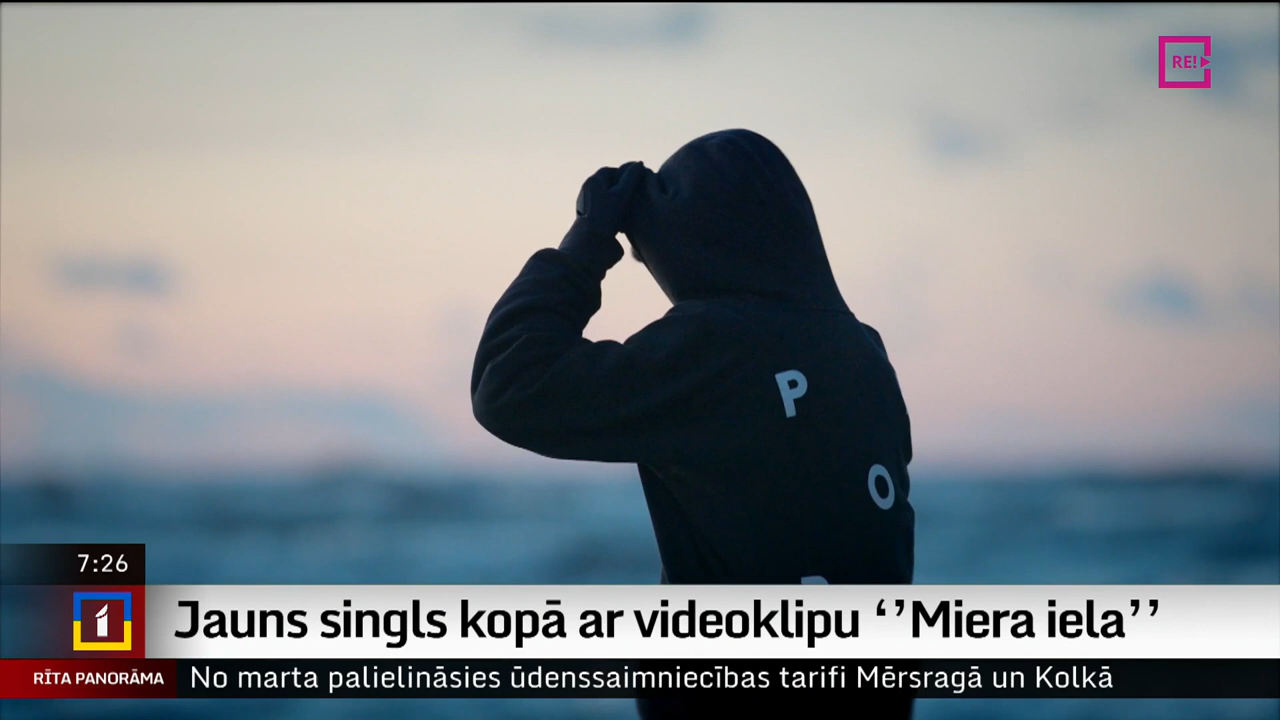 RE!
P
O
P
7:26
1
Jauns singls kopā ar videoklipu ‘’Miera iela’’
RĪTA PANORĀMA No marta palielināsies ūdenssaimniecības tarifi Mērsragā un Kolkā